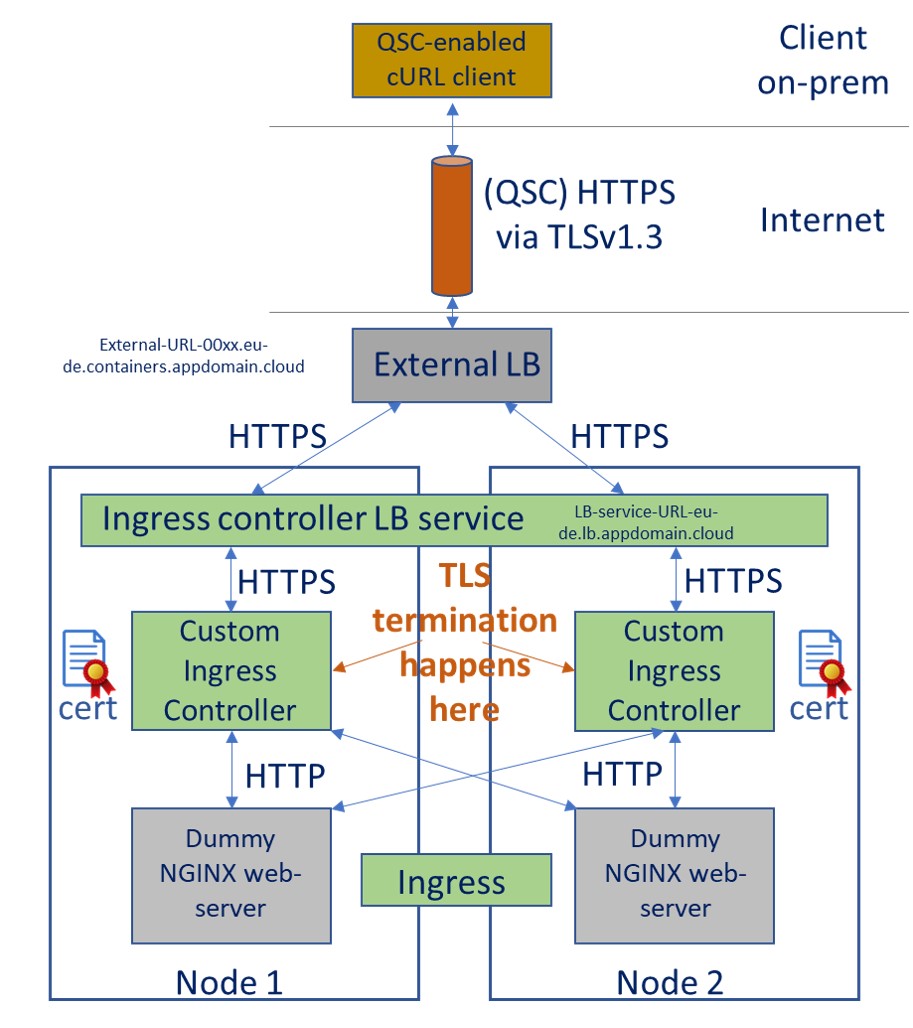 QSC-enabled
cURL client
Client
on-prem
(QSC) HTTPS
via TLSv1.3
Internet
External-URL-00xx.eu-
de.containers.appdomain.cloud
External LB
HTTPS
HTTPS
Ingress controller LB service
LB-service-URL-eu-
de.lb.appdomain.cloud
HTTPS
TLS
termination
happens
here
HTTPS
Custom
Ingress
Controller
cert
Custom
Ingress
Controller
cert
HTTP
HTTP
Dummy
NGINX web-
server
Ingress
Dummy
NGINX web-
server
Node 1
Node 2